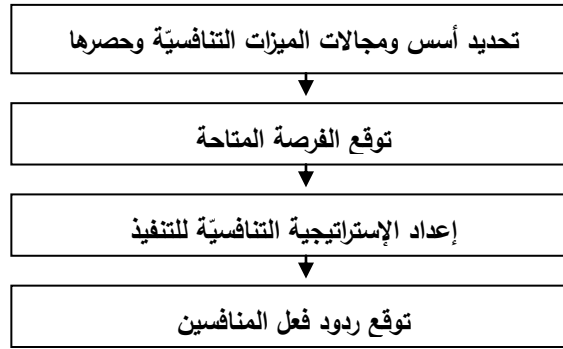 تحديد أسس ومجالات الميزات التنافسيّة وحصرها
توقع الفرصة المتاحة
إعداد الإستراتيجية التنافسيّة للتنفيذ
توقع ردود فعل المنافسين